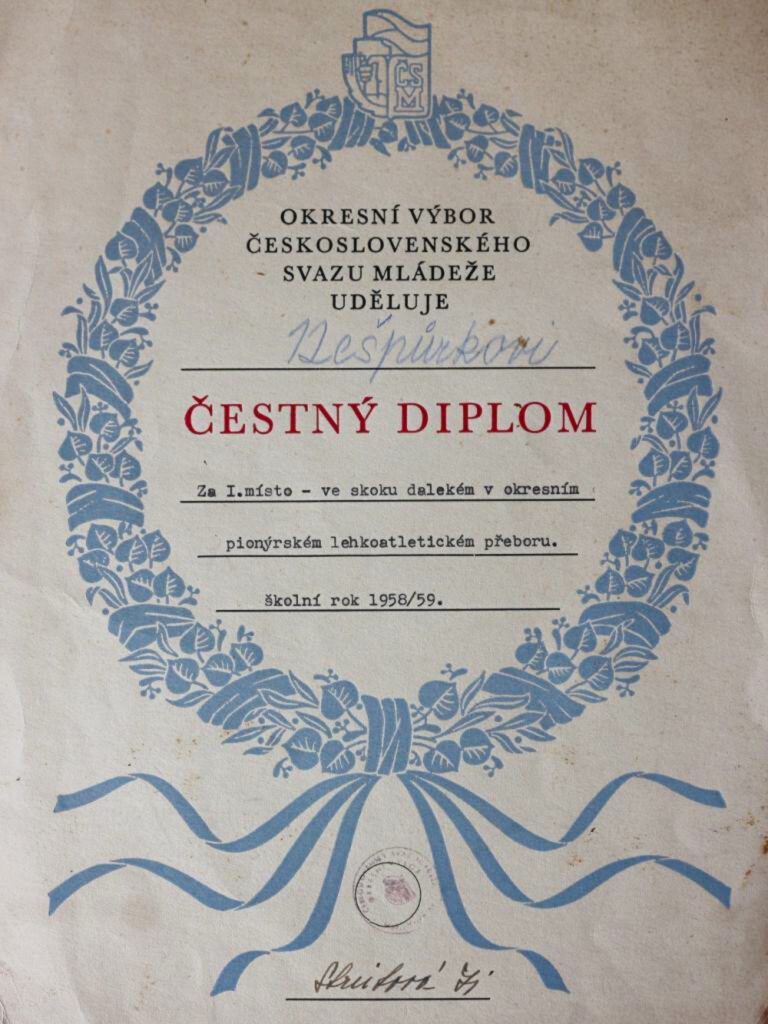 ČSM
OKRESNÍ VÝBOR
ČESKOSLOVENSKÉHO
SVAZU MLÁDEŽE
UDĚLUJE
Nešpůrkovi
ČESTNÝ DIPLOM
Za I.místo - ve skoku dalekém v okresním
pionýrském lehkoatletickém přeboru.
školní rok 1958/59.